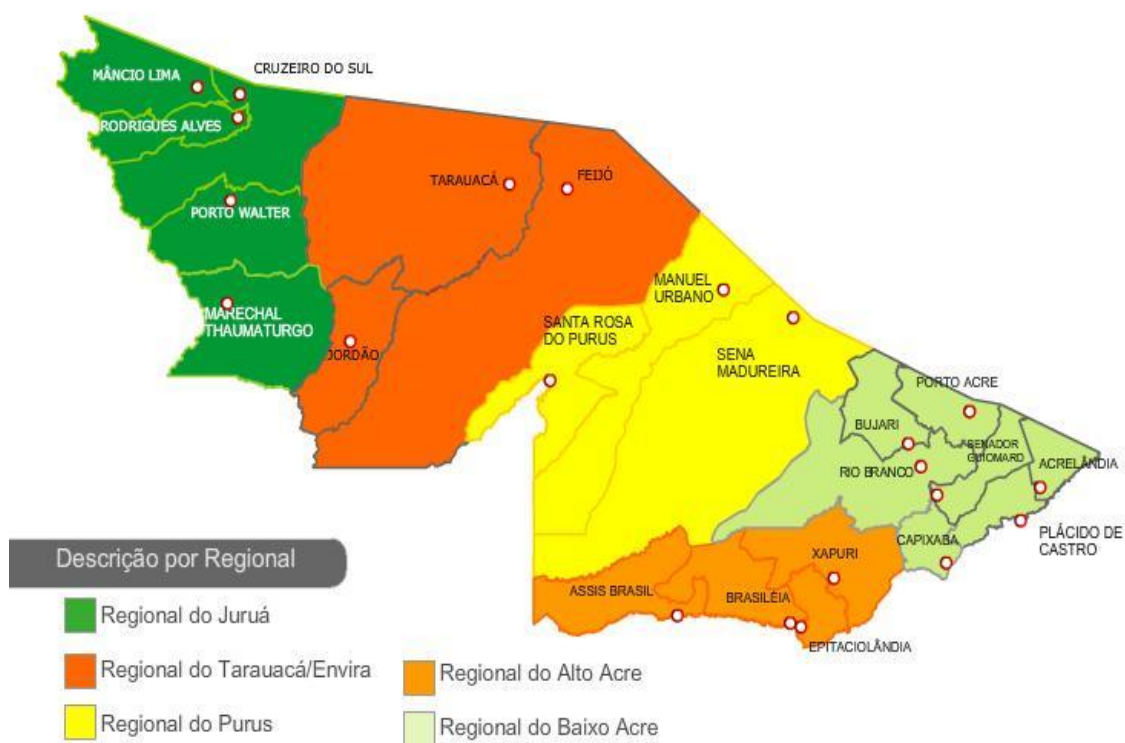 CRUZEIRO DO SUL
MÂNCIO LIMA
RODRIGUES ALVES
TARAUACÁ
FEIJÓ
PORTO WALTER
MANUEL
URBANO
MARECHAL
THAUMATURGO
SANTA ROSA
DO PURUS
JORDÃO
SENA
MADUREIRA
PORTO ACRE
BUJARI
SENADOR
GUIOMARD
RIO BRANCO
ACRELÂNDIA
PLÁCIDO DE
CASTRO
CAPIXABA
XAPURI
ASSIS BRASIL
BRASILÉIA
EPITACIOLÂNDIA
Descrição por Regional
Regional do Juruá
Regional do Tarauacá/Envira
Regional do Purus
Regional do Alto Acre
Regional do Baixo Acre